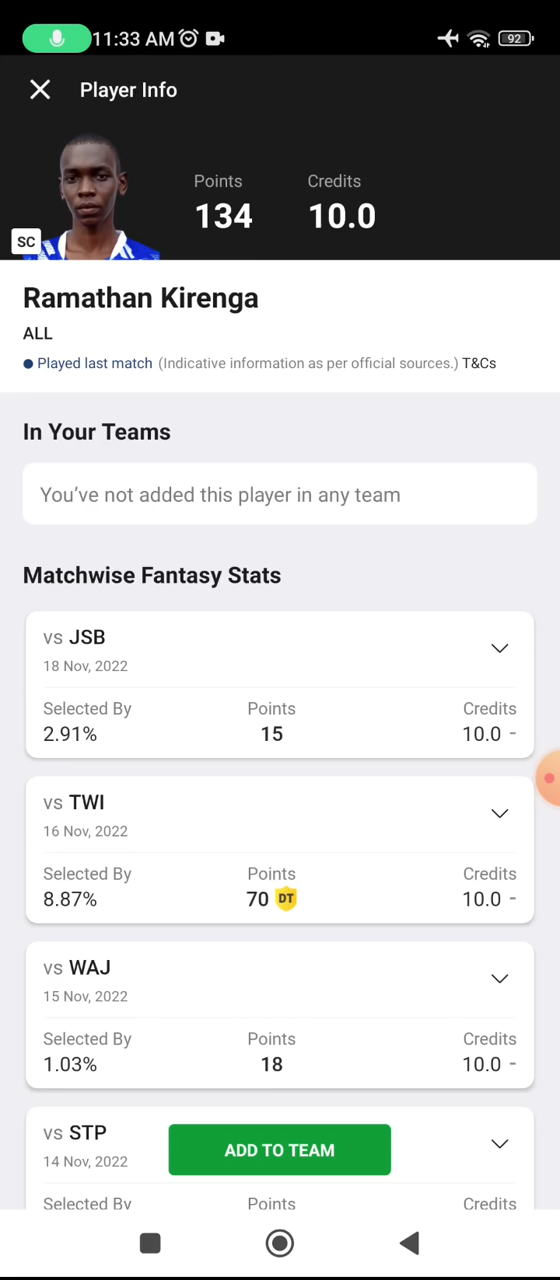 11:33 AM
92
Player Info
Points
Credits
134
10.0
SC
Ramathan Kirenga
ALL
Played last match (Indicative information as per official sources.) T&Cs
In Your Teams
You've not added this player in any team
Matchwise Fantasy Stats
vs JSB
18 Nov, 2022
Selected By Points Credits
2.91% 15 10.0 -
vs TWI
16 Nov, 2022
Selected By Points Credits
8.87% 70 DT 10.0 -
vs WAJ
15 Nov, 2022
Selected By Points Credits
1.03% 18 10.0 -
vs STP
ADD TO TEAM
14 Nov, 2022
Selected By Points Credits